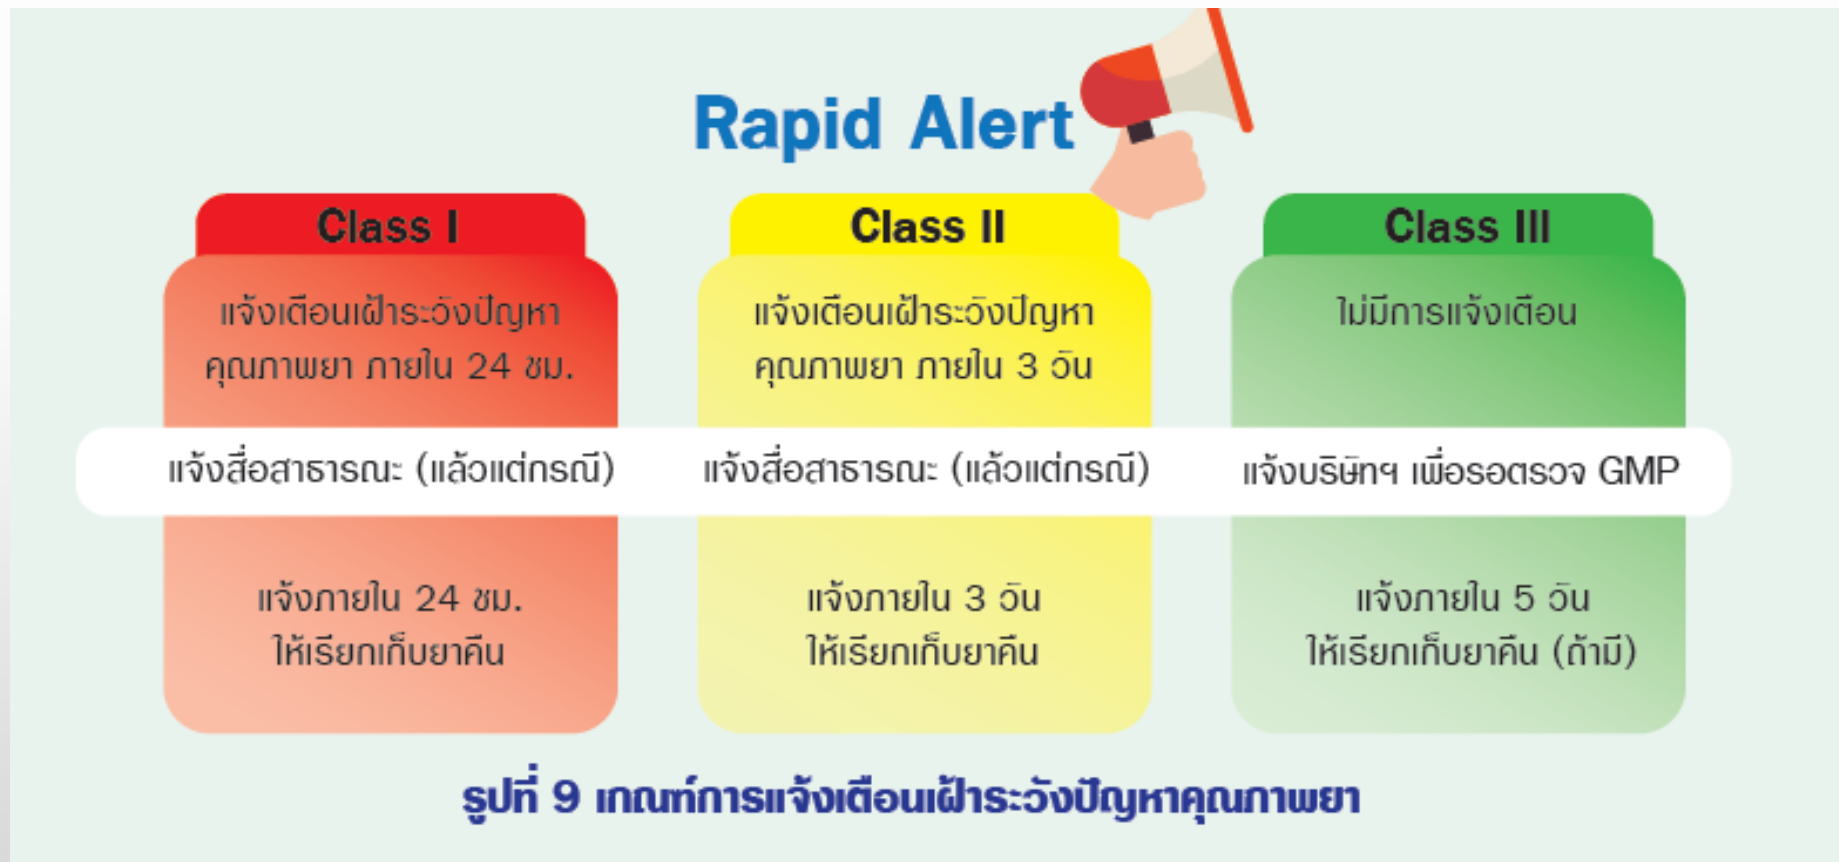 Rapid Alert
Class I
แจ้งเตือนเฝ้าระวังปัญหา
คุณภาพยา ภายใน 24 ชม.
แจ้งสื่อสาธารณะ (แล้วแต่กรณี)
แจ้งภายใน 24 ชม.
ให้เรียกเก็บยาคืน
Class II
แจ้งเตือนเฝ้าระวังปัญหา
คุณภาพยา ภายใน 3 วัน
แจ้งสื่อสาธารณะ (แล้วแต่กรณี)
แจ้งภายใน 3 วัน
ให้เรียกเก็บยาคืน
Class III
ไม่มีการแจ้งเตือน
แจ้งบริษัทฯ เพื่อรอตรวจ GMP
แจ้งภายใน 5 วัน
ให้เรียกเก็บยาคืน (ถ้ามี)
รูปที่ 9 เกณฑ์การแจ้งเตือนเฝ้าระวังปัญหาคุณภาพยา